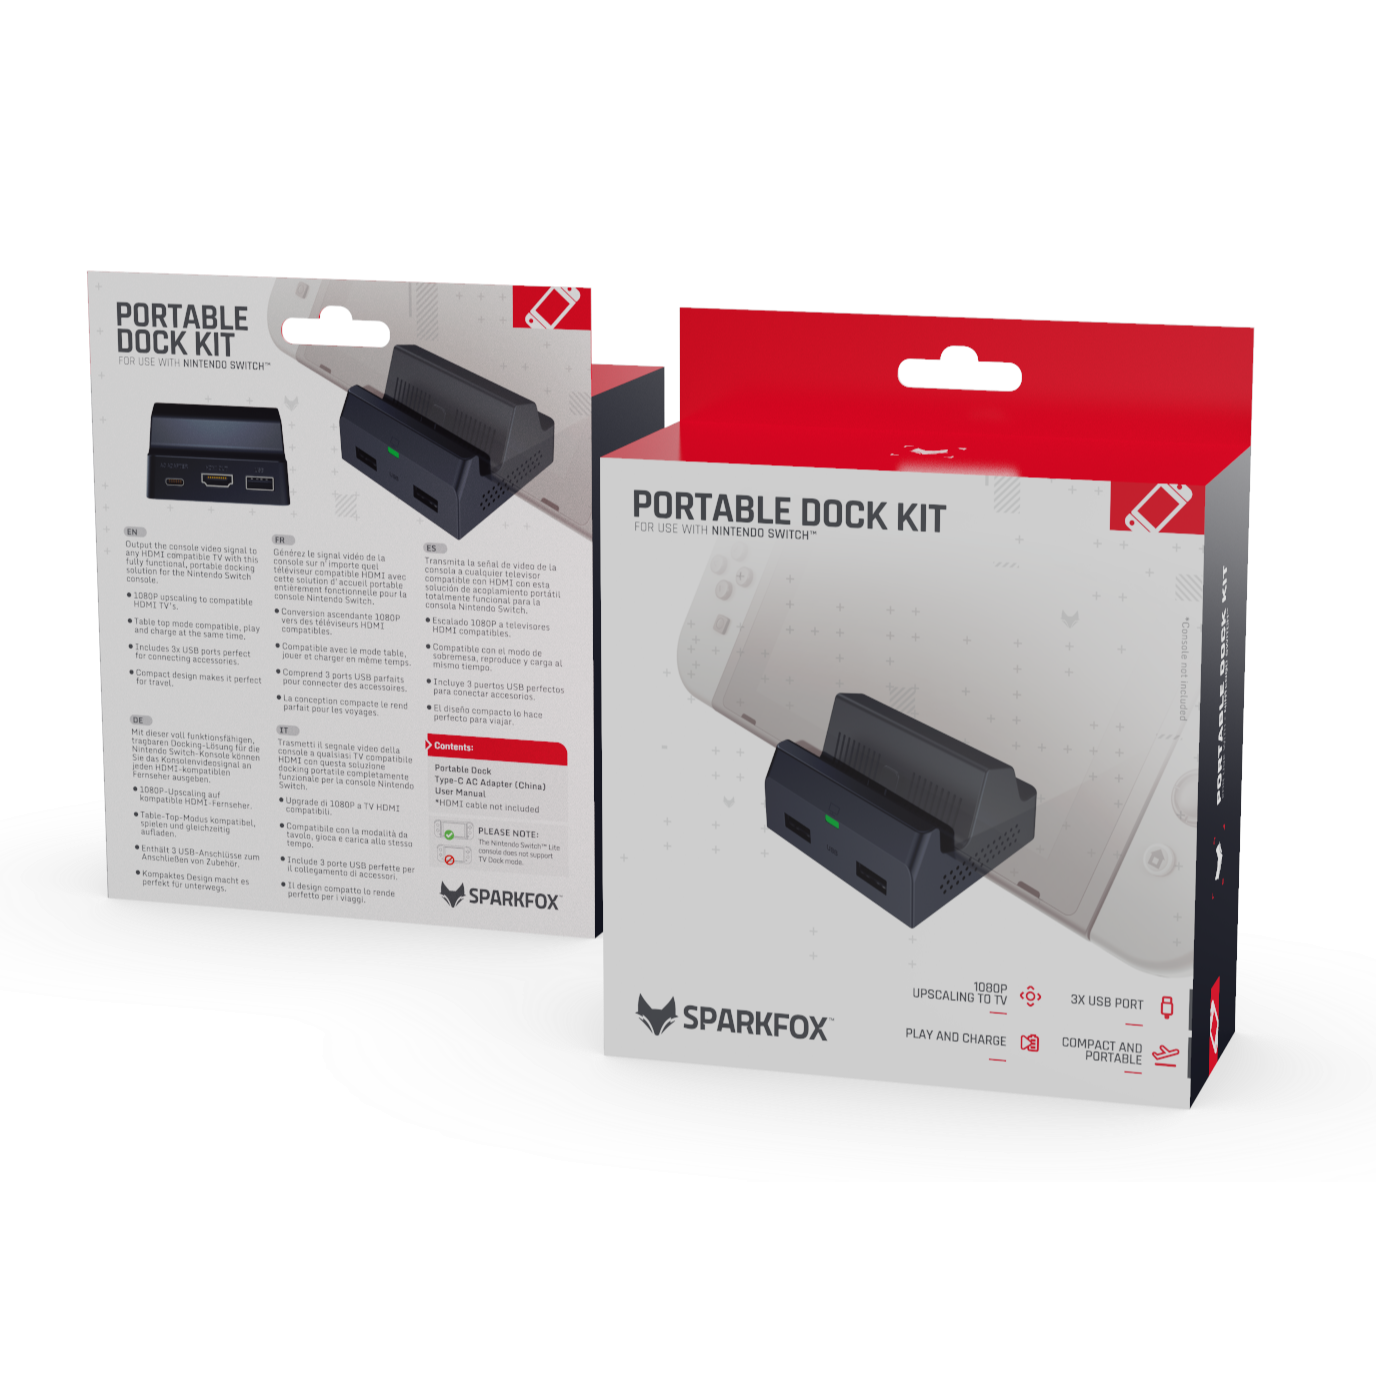 PORTABLE
DOCK KIT
FOR USE WITH NINTENDO SWITCH™
EN
Output the console video signal to
any HDMI compatible TV with this
fully functional, portable docking
solution for the Nintendo Switch
console.
• 1080P upscaling to compatible
HDMI TV's.
• Table top mode compatible, play
and charge at the same time.
• Includes 3x USB ports perfect
for connecting accessories.
• Compact design makes it perfect
for travel.
FR
Générez le signal vidéo de la
console sur n' importe quel
téléviseur compatible HDMI avec
cette solution d' accueil portable
entièrement fonctionnelle pour la
console Nintendo Switch.
• Conversion ascendante 1080P
vers des téléviseurs HDMI
compatibles.
• Compatible avec le mode table,
jouer et charger en même temps.
• Comprend 3 ports USB parfaits
pour connecter des accessoires.
• La conception compacte le rend
parfait pour les voyages.
ES
Transmita la señal de video de la
consola a cualquier televisor
compatible con HDMI con esta
solución de acoplamiento portátil
totalmente funcional para la
consola Nintendo Switch.
• Escalado 1080P a televisores
HDMI compatibles.
• Compatible con el modo de
sobremesa, reproduce y carga al
mismo tiempo.
• Incluye 3 puertos USB perfectos
para conectar accesorios.
• El diseño compacto lo hace
perfecto para viajar.
DE
Mit dieser voll funktionsfähigen,
tragbaren Docking-Lösung für die
Nintendo Switch-Konsole können
Sie das Konsolenvideosignal an
jeden HDMI-kompatiblen
Fernseher ausgeben.
• 1080P-Upscaling auf
kompatible HDMI-Fernseher.
• Table-Top-Modus kompatibel,
spielen und gleichzeitig
aufladen.
• Enthält 3 USB-Anschlüsse zum
Anschließen von Zubehör.
• Kompaktes Design macht es
perfekt für unterwegs.
IT
Trasmetti il segnale video della
console a qualsiasi TV compatibile
HDMI con questa soluzione
docking portatile completamente
funzionale per la console Nintendo
Switch.
• Upgrade di 1080P a TV HDMI
compatibili.
• Compatibile con la modalità da
tavolo, gioca e carica allo stesso
tempo.
• Include 3 porte USB perfette per
il collegamento di accessori.
• Il design compatto lo rende
perfetto per i viaggi.
Contents:
Portable Dock
Type-C AC Adapter (China)
User Manual
*HDMI cable not included
PLEASE NOTE:
The Nintendo Switch™ Lite
console does not support
TV Dock mode.
SPARKFOX™
PORTABLE DOCK KIT
FOR USE WITH NINTENDO SWITCH™
*Console not included
1080P
UPSCALING TO TV
3X USB PORT
PLAY AND CHARGE
COMPACT AND
PORTABLE
SPARKFOX™
PORTABLE DOCK KIT